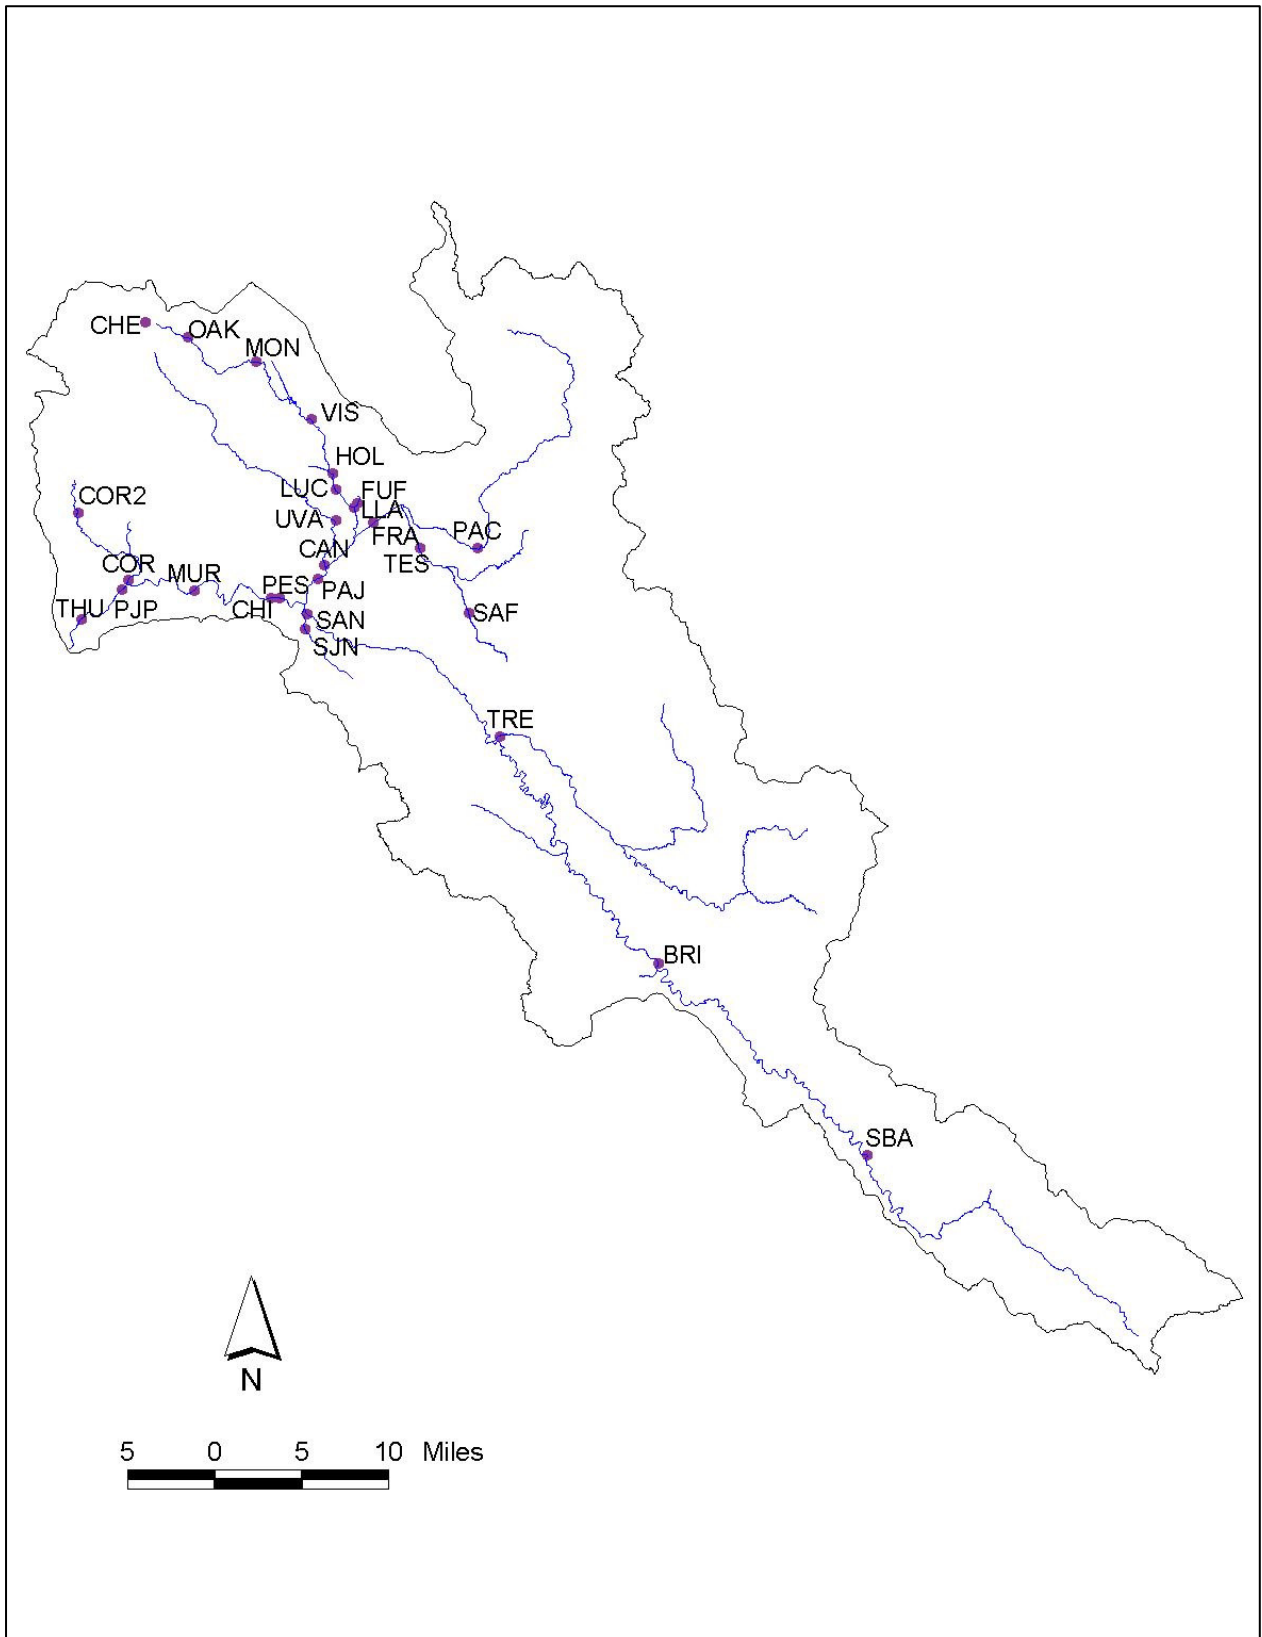 CHE
OAK
MON
VIS
HOL
LUC
FUF
COR2
LLA
UVA
FRA
PAC
CAN
TES
COR
MUR
PES
PAJ
THU
PJP
CHI
SAN
SAF
SJN
TRE
BRI
SBA
N
5 0 5 10 Miles